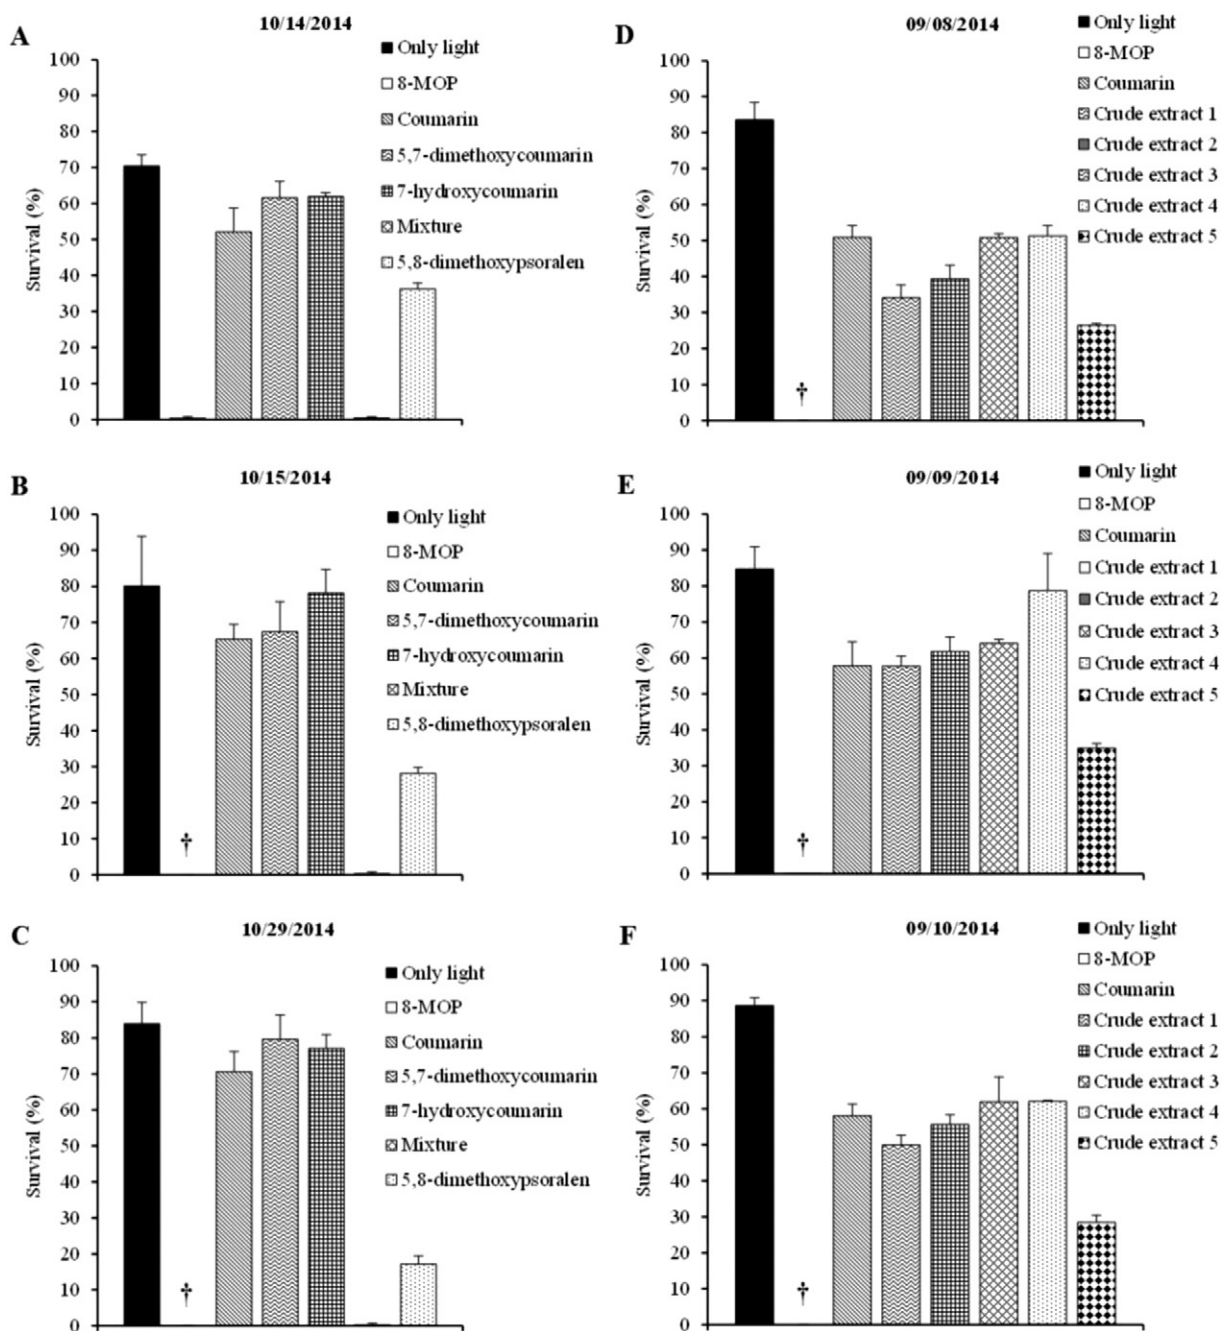 A
10/14/2014
Only light
8-MOP
Coumarin
5,7-dimethoxycoumarin
7-hydroxycoumarin
Mixture
5,8-dimethoxypsoralen
Survival (%)
100
90
80
70
60
50
40
30
20
10
0
B
10/15/2014
Only light
8-MOP
Coumarin
5,7-dimethoxycoumarin
7-hydroxycoumarin
Mixture
5,8-dimethoxypsoralen
Survival (%)
100
90
80
70
60
50
40
30
20
10
0
†
C
10/29/2014
Only light
8-MOP
Coumarin
5,7-dimethoxycoumarin
7-hydroxycoumarin
Mixture
5,8-dimethoxypsoralen
Survival (%)
100
90
80
70
60
50
40
30
20
10
0
†
D
09/08/2014
Only light
8-MOP
Coumarin
Crude extract 1
Crude extract 2
Crude extract 3
Crude extract 4
Crude extract 5
Survival (%)
100
90
80
70
60
50
40
30
20
10
0
†
E
09/09/2014
Only light
8-MOP
Coumarin
Crude extract 1
Crude extract 2
Crude extract 3
Crude extract 4
Crude extract 5
Survival (%)
100
90
80
70
60
50
40
30
20
10
0
†
F
09/10/2014
Only light
8-MOP
Coumarin
Crude extract 1
Crude extract 2
Crude extract 3
Crude extract 4
Crude extract 5
Survival (%)
100
90
80
70
60
50
40
30
20
10
0
†